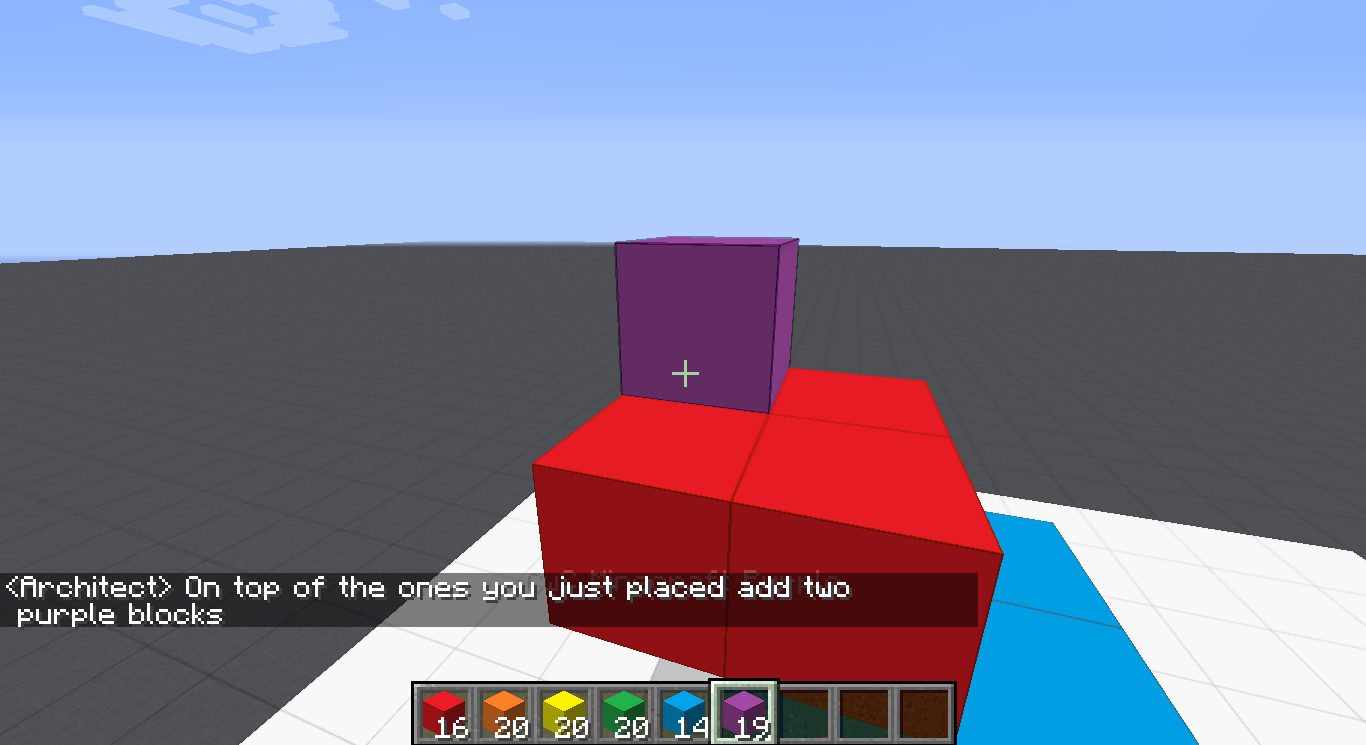 <Architect> On top of the ones you just placed add two
purple blocks
16 20 20 20 14 19